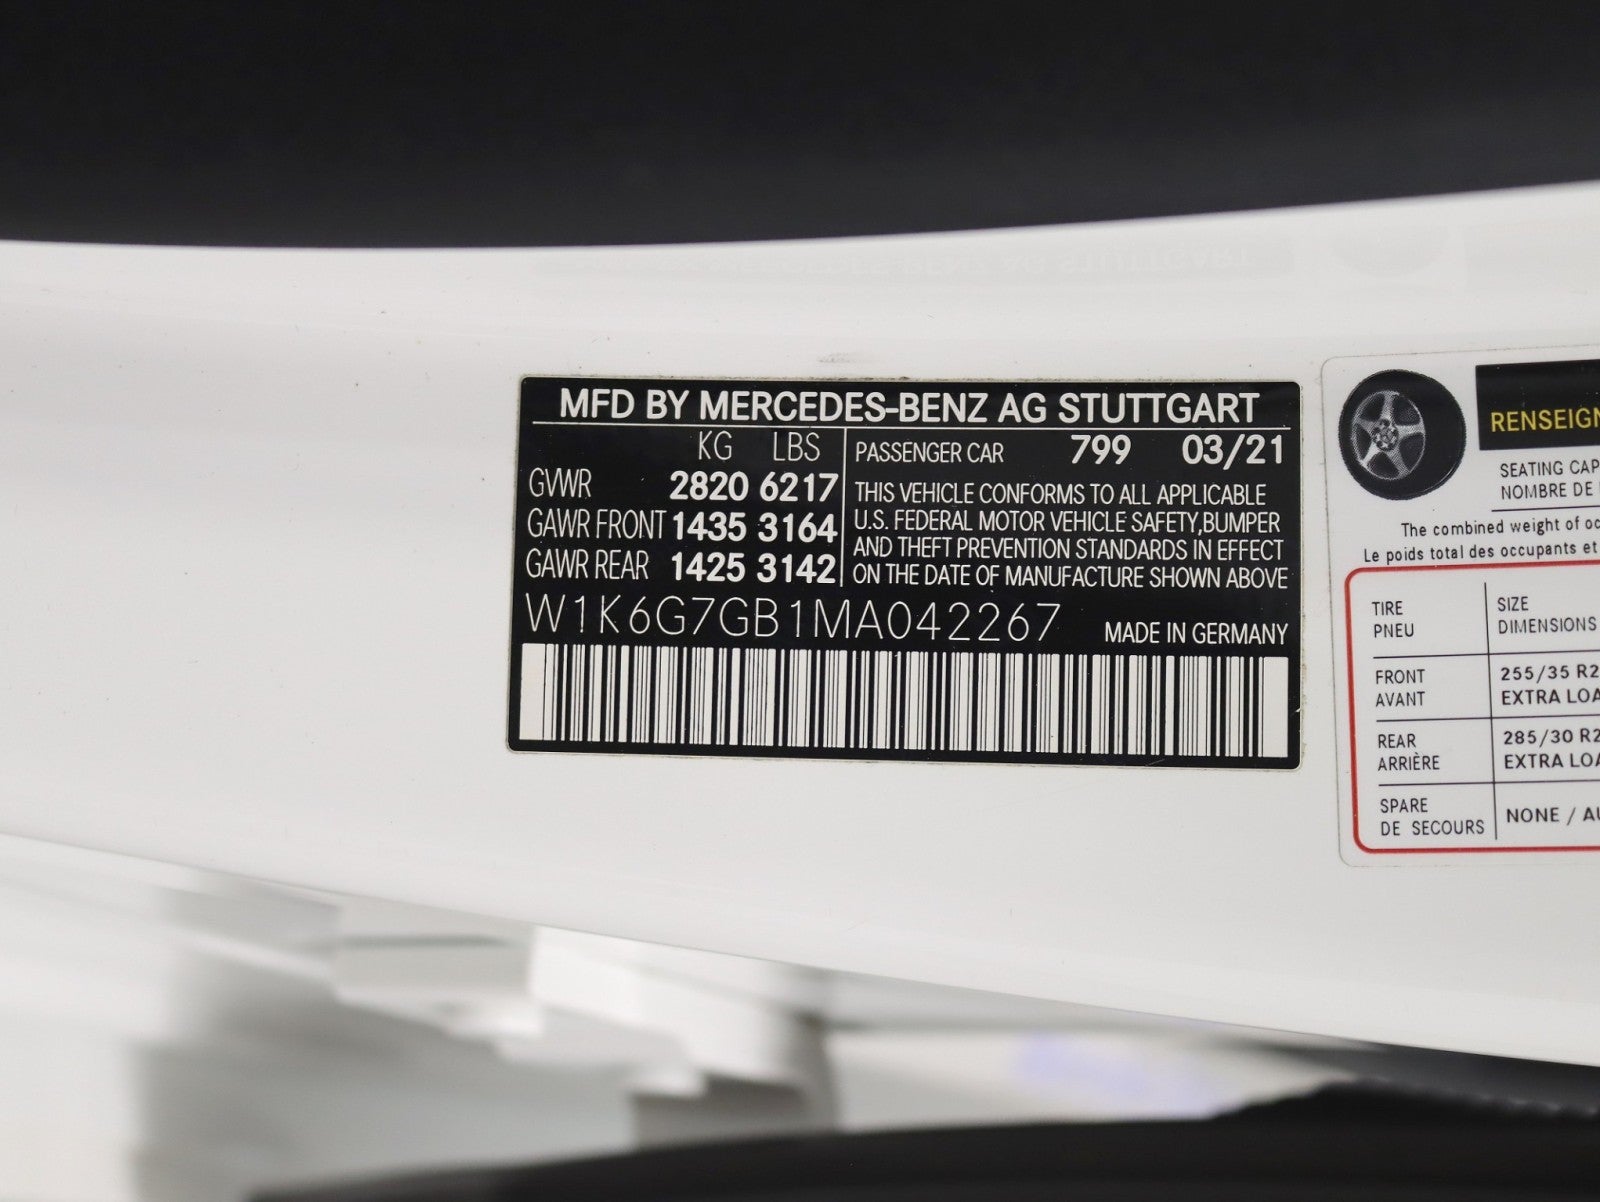 MFD BY MERCEDES-BENZ AG STUTTGART
KG LBS
GVWR 2820 6217
GAWR FRONT 1435 3164
GAWR REAR 1425 3142
PASSENGER CAR 799 03/21
THIS VEHICLE CONFORMS TO ALL APPLICABLE
U.S. FEDERAL MOTOR VEHICLE SAFETY,BUMPER
AND THEFT PREVENTION STANDARDS IN EFFECT
ON THE DATE OF MANUFACTURE SHOWN ABOVE
W1K6G7GB1MA042267
MADE IN GERMANY
RENSEIGN
SEATING CAP
NOMBRE DE
The combined weight of oc
Le poids total des occupants et
TIRE SIZE
PNEU DIMENSIONS
FRONT 255/35 R2
AVANT EXTRA LOA
REAR 285/30 R2
ARRIÈRE EXTRA LOA
SPARE
DE SECOURS
NONE / AU